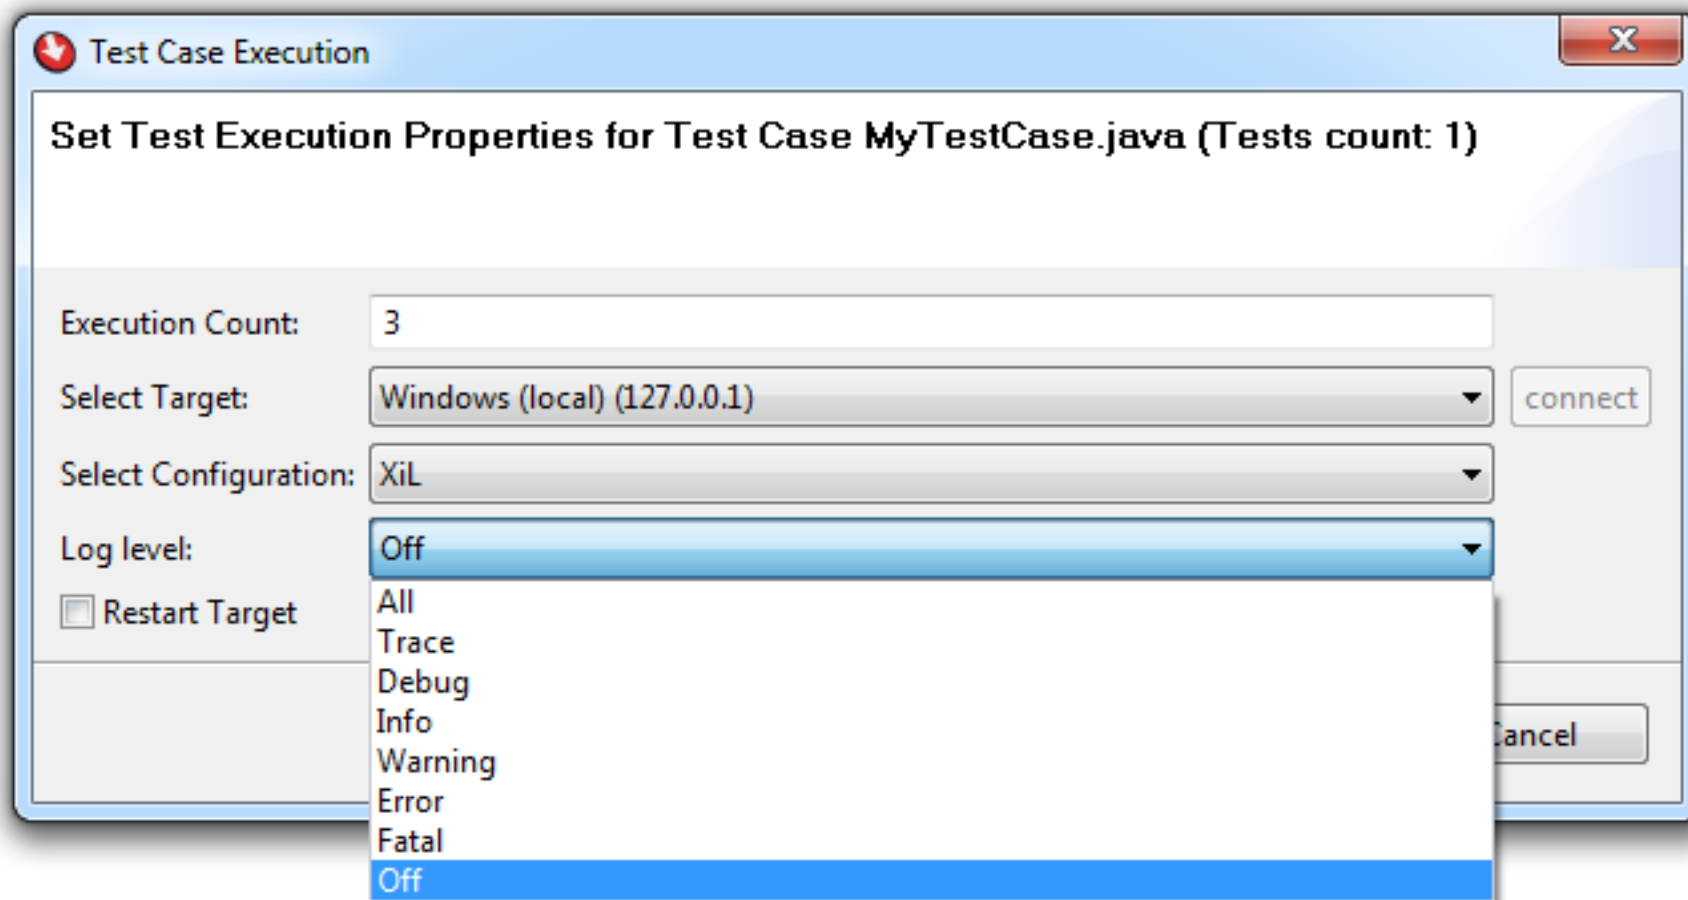 Test Case Execution
Set Test Execution Properties for Test Case MyTestCase.java (Tests count: 1)
Execution Count: 3
Select Target: Windows (local) (127.0.0.1) connect
Select Configuration: XiL
Log level: Off
Restart Target
All
Trace
Debug
Info
Warning
Error
Fatal
Off
Cancel